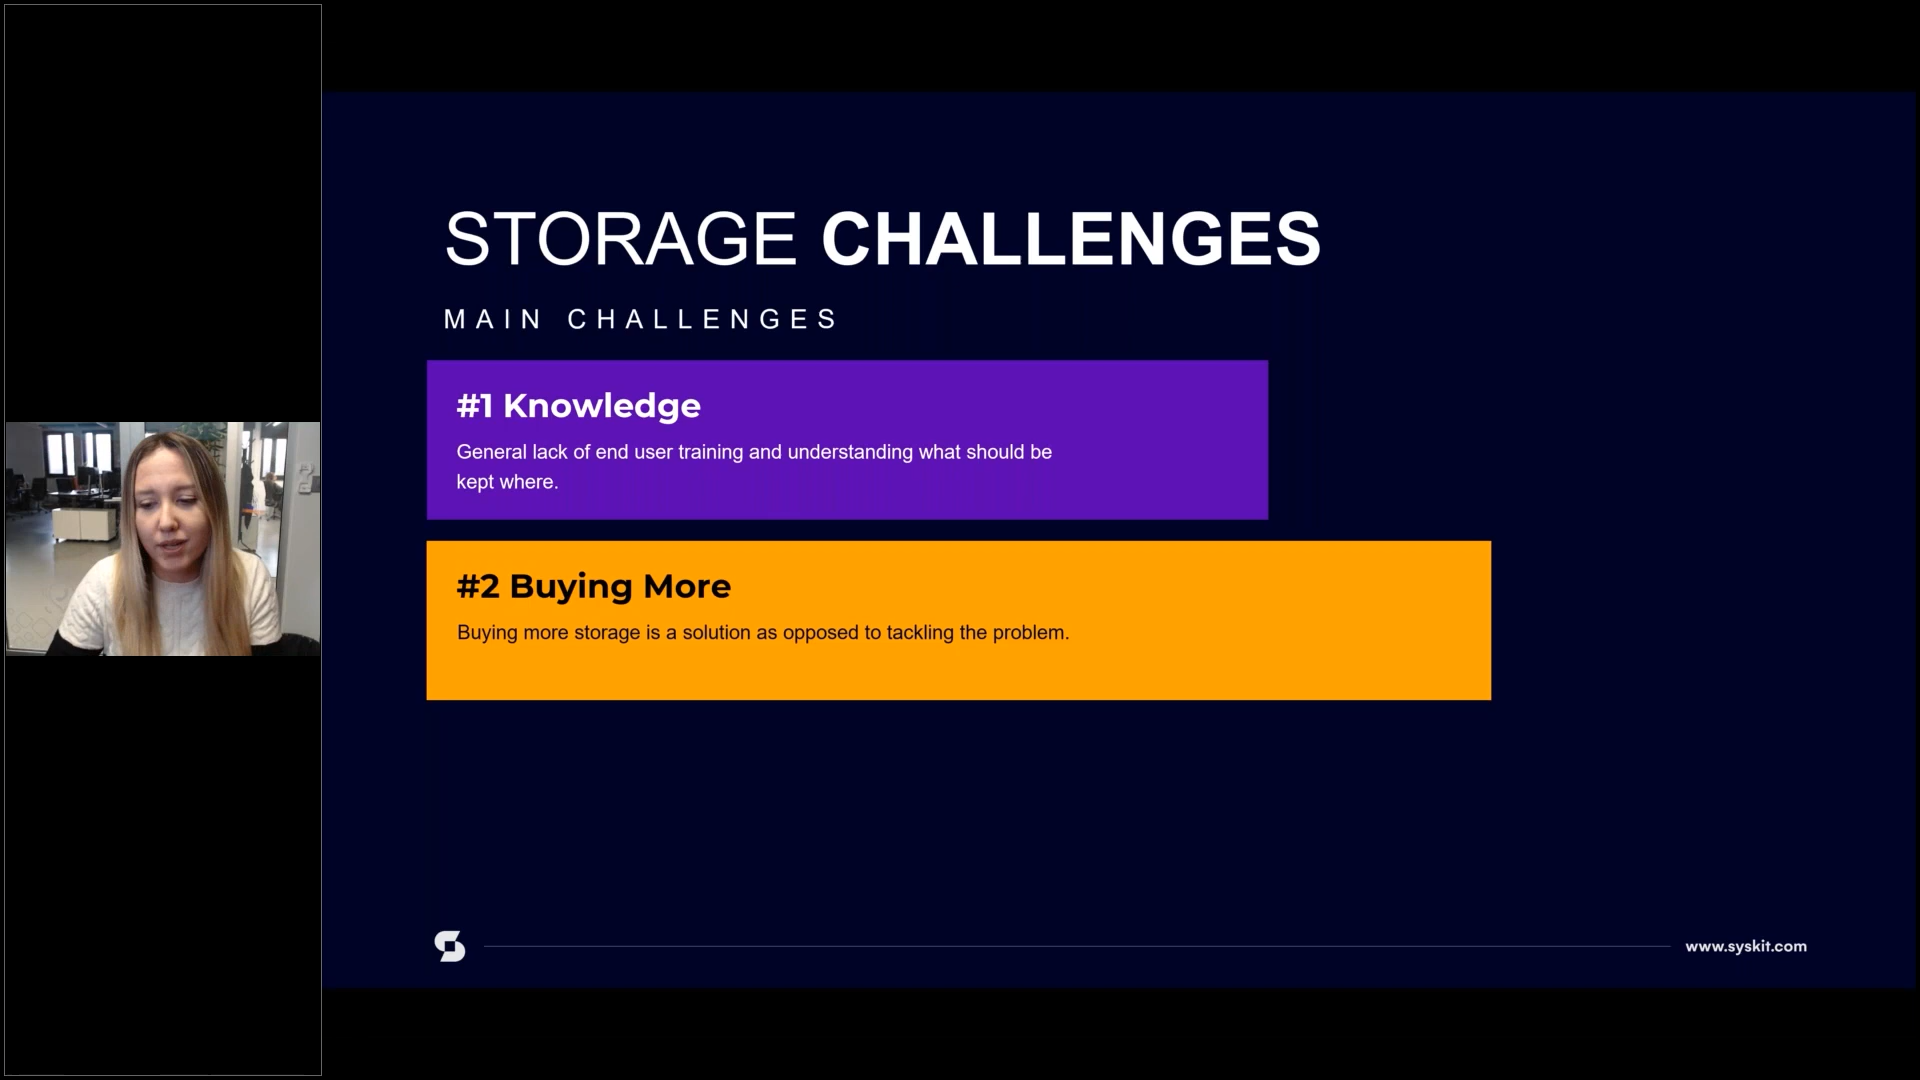 STORAGE CHALLENGES
MAIN CHALLENGES
#1 Knowledge
General lack of end user training and understanding what should be
kept where.
#2 Buying More
Buying more storage is a solution as opposed to tackling the problem.
www.syskit.com